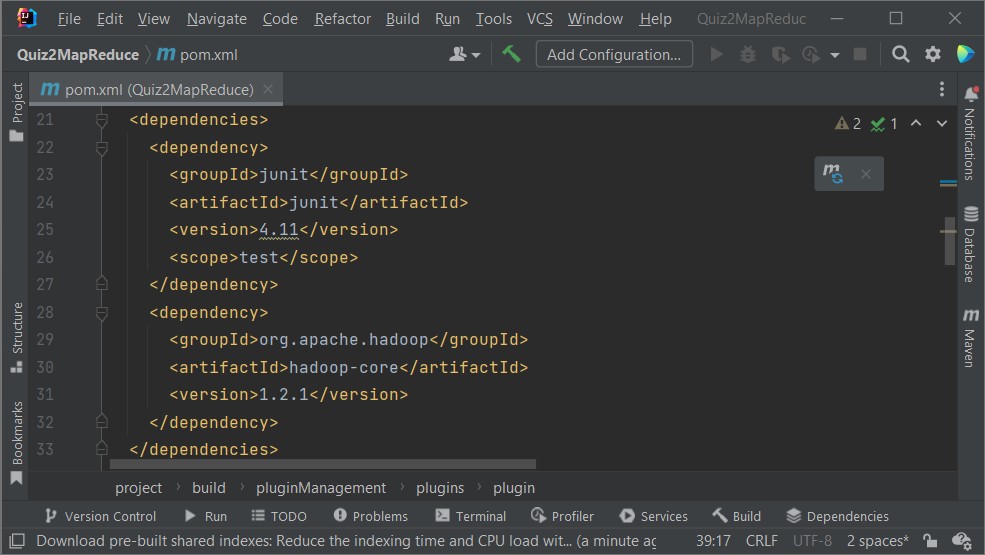 File Edit View Navigate Code Refactor Build Run Tools VCS Window Help Quiz2MapReduc
Quiz2MapReduce pom.xml Add Configuration...
pom.xml (Quiz2MapReduce)
Project
Structure
Bookmarks
21 <dependencies>
22 <dependency>
23 <groupId>junit</groupId>
24 <artifactId>junit</artifactId>
25 <version>4.11</version>
26 <scope>test</scope>
27 </dependency>
28 <dependency>
29 <groupId>org.apache.hadoop</groupId>
30 <artifactId>hadoop-core</artifactId>
31 <version>1.2.1</version>
32 </dependency>
33 </dependencies>
2 1
Notifications
Database
Maven
project build pluginManagement plugins plugin
Version Control Run TODO Problems Terminal Profiler Services Build Dependencies
Download pre-built shared indexes: Reduce the indexing time and CPU load wit... (a minute ag 39:17 CRLF UTF-8 2 spaces*